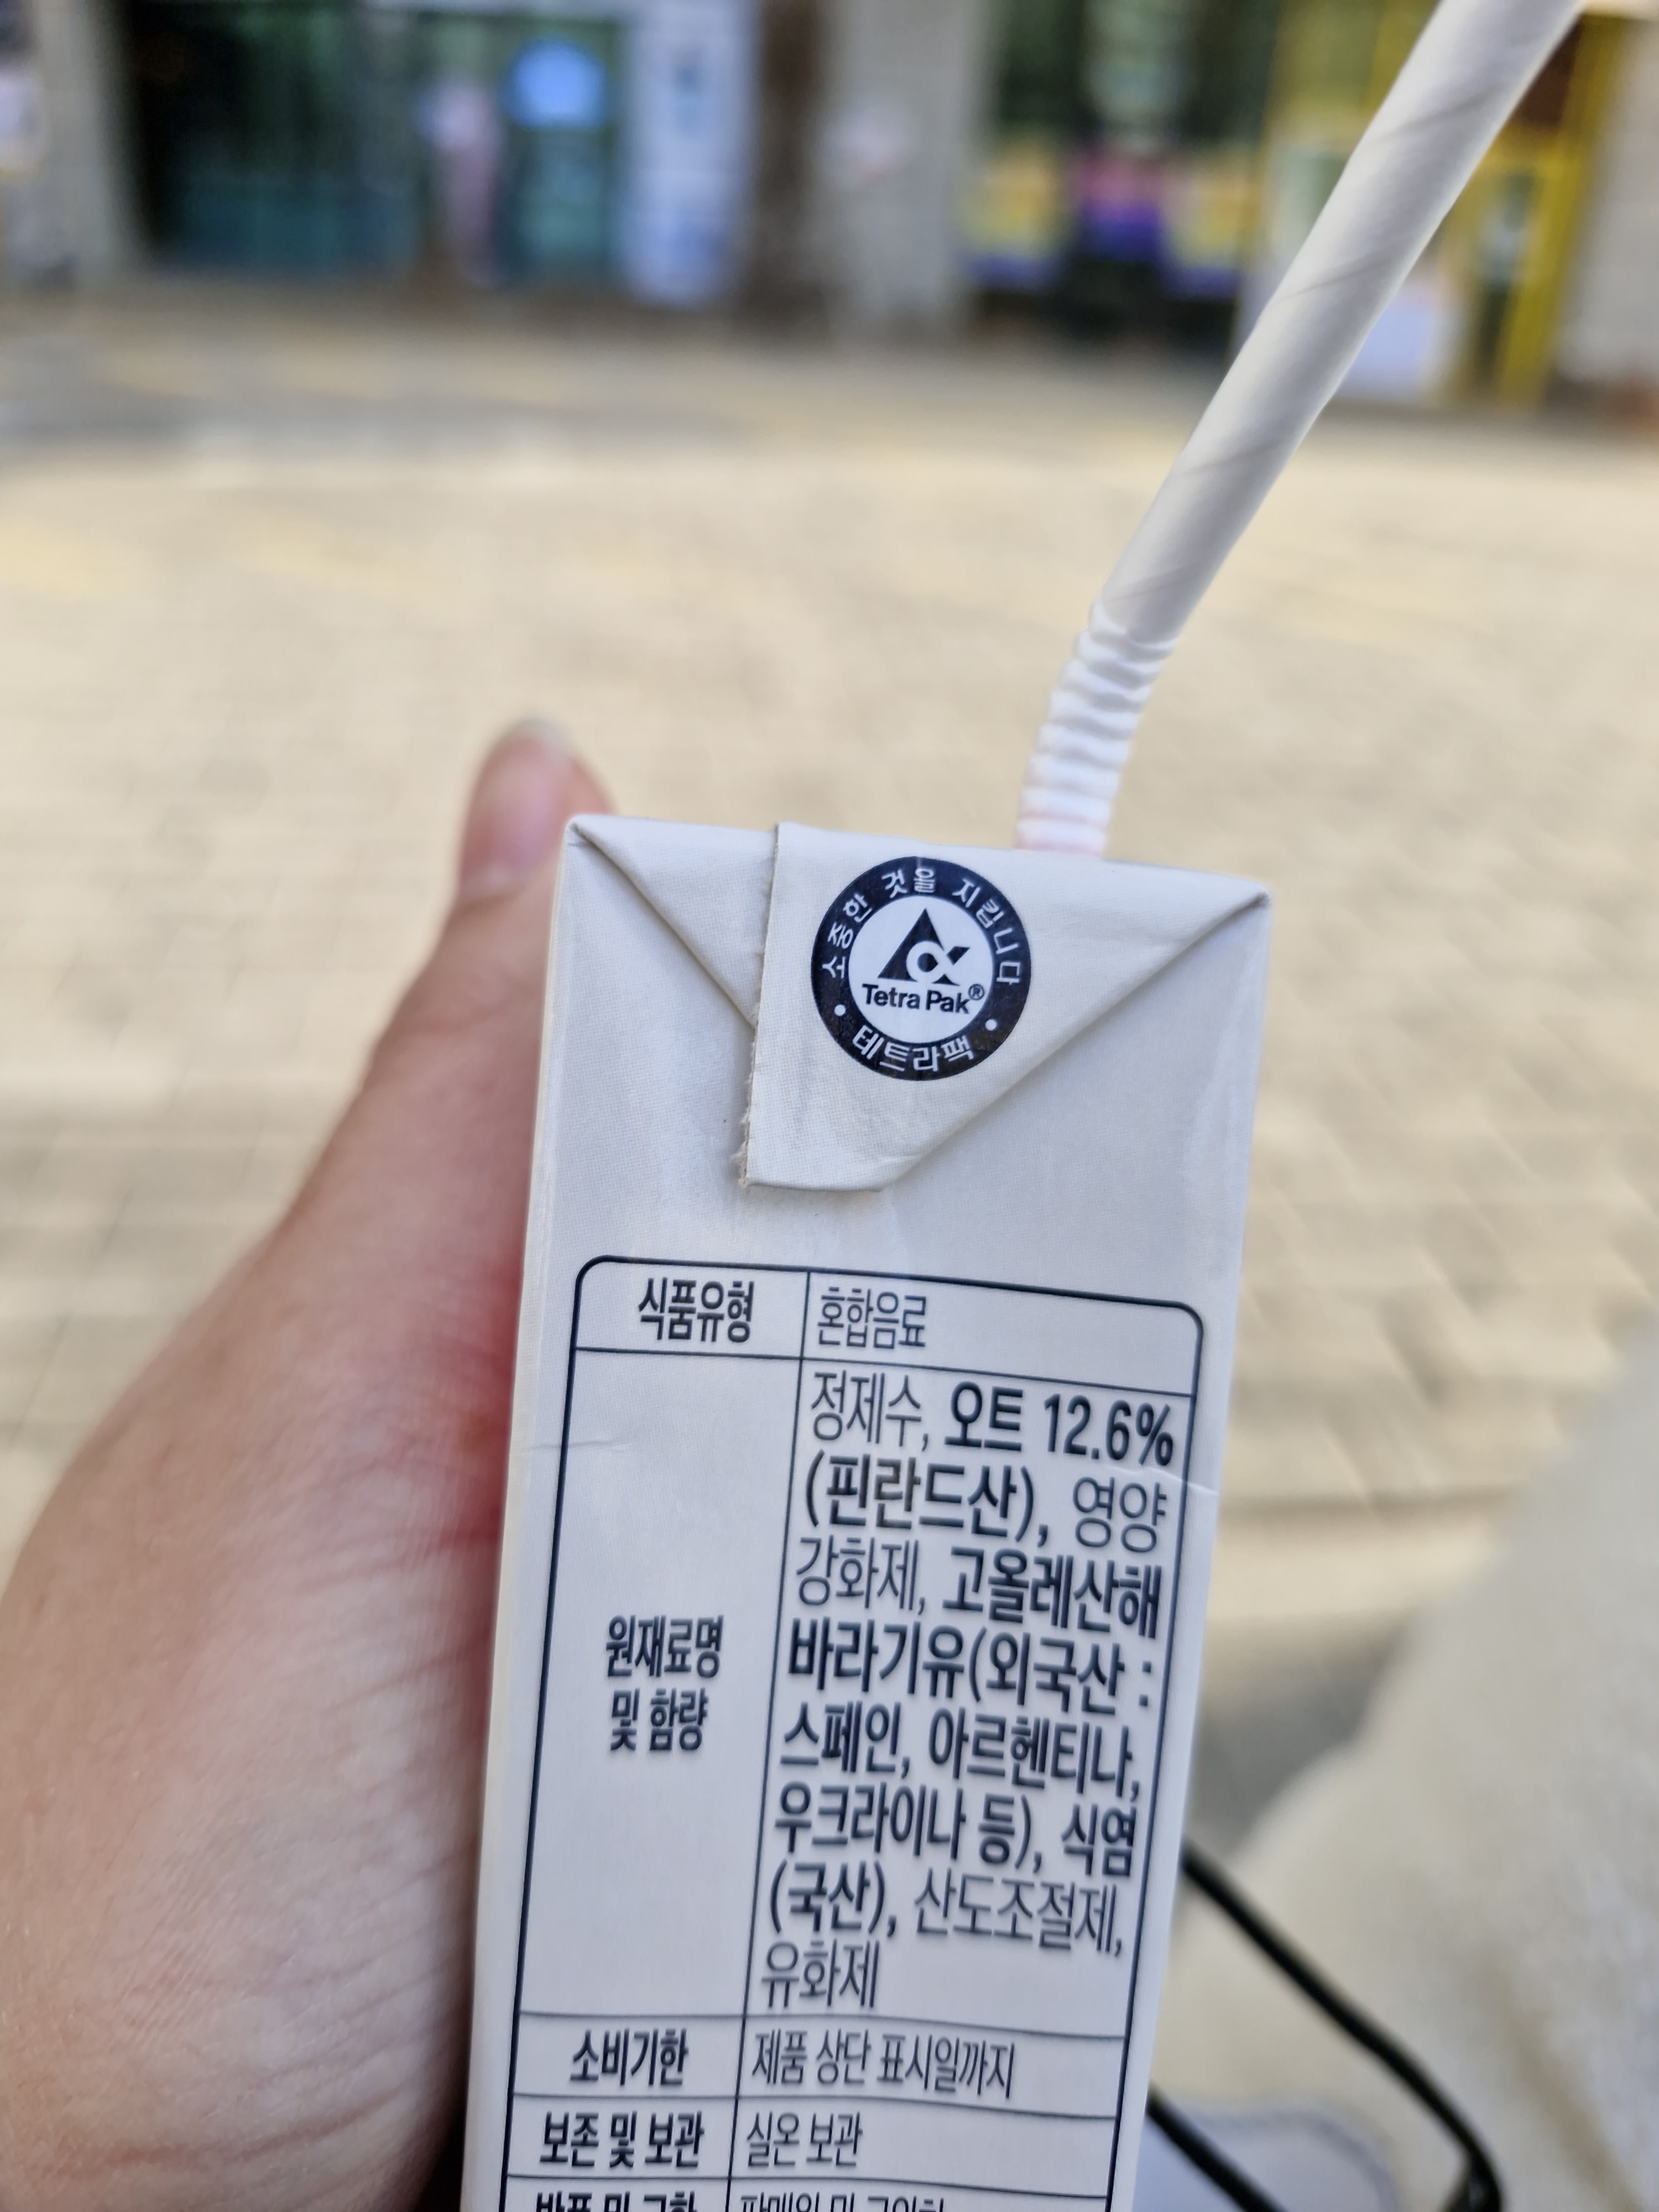 소중한 것을 지킵니다
Tetra Pak®
테트라팩
식품유형
혼합음료
원재료명
및 함량
정제수, 오트 12.6%
(핀란드산), 영양
강화제, 고올레산해
바라기유(외국산 :
스페인, 아르헨티나,
우크라이나 등), 식염
(국산), 산도조절제,
유화제
소비기한
제품 상단 표시일까지
보존 및 보관
실온 보관